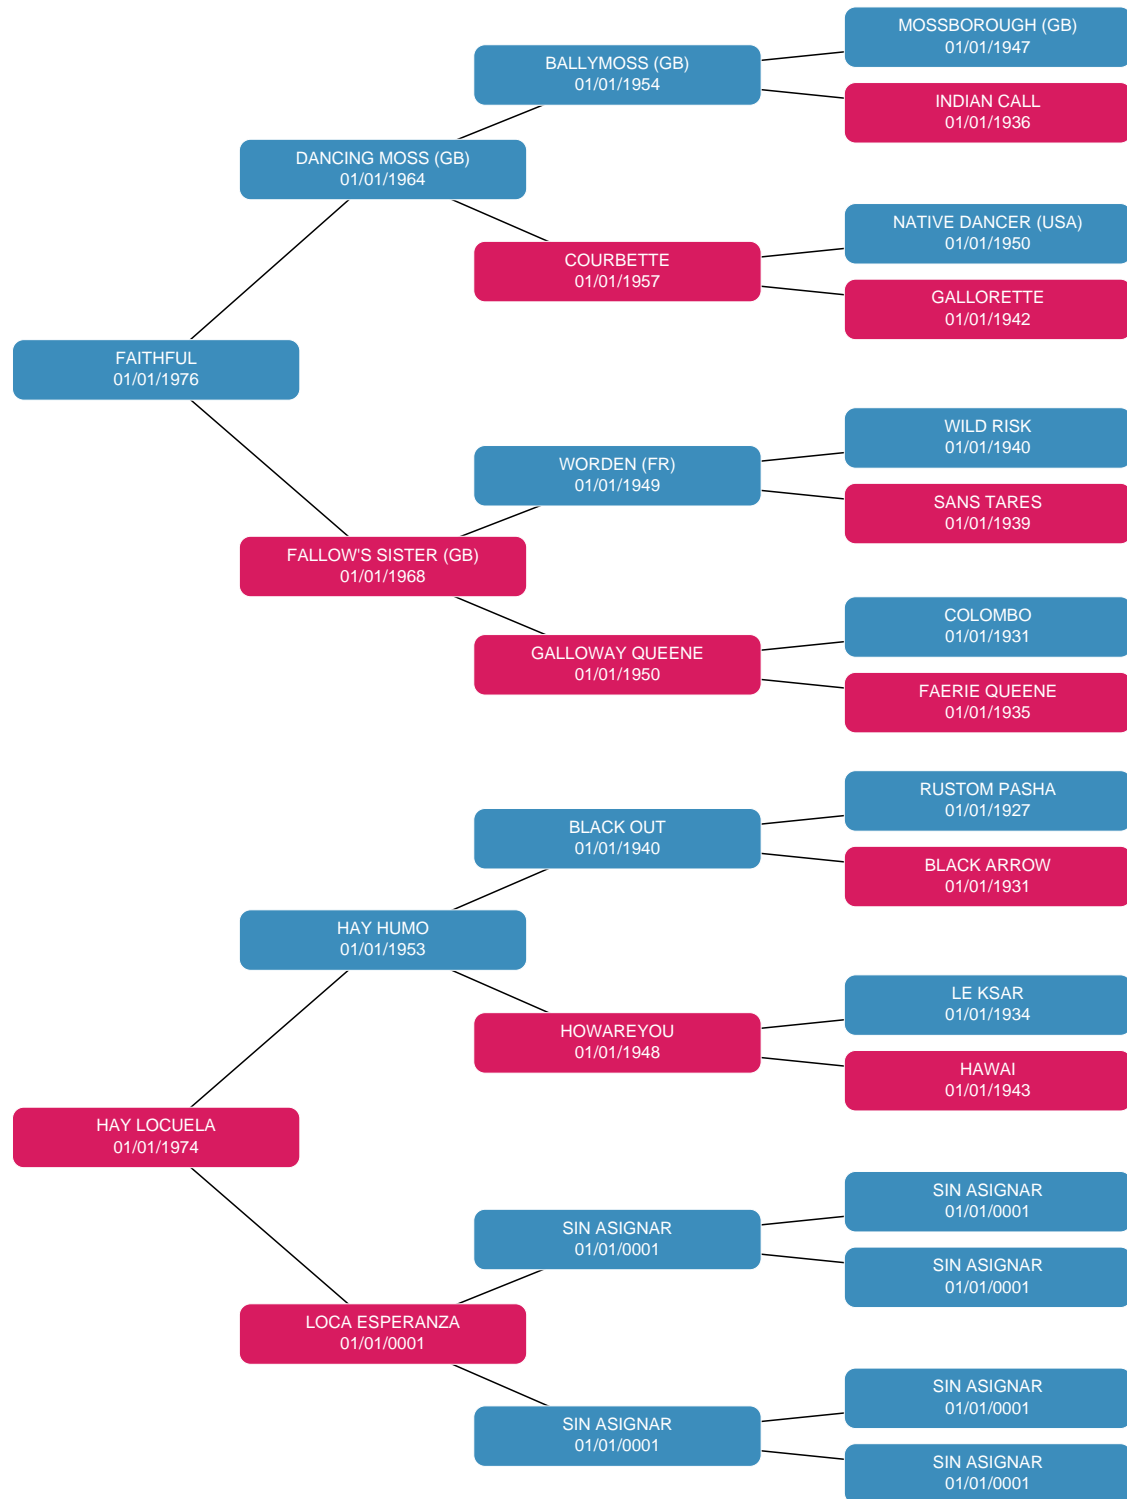 MOSSBOROUGH (GB)
01/01/1947
BALLYMOSS (GB)
01/01/1954
INDIAN CALL
01/01/1936
DANCING MOSS (GB)
01/01/1964
NATIVE DANCER (USA)
01/01/1950
COURBETTE
01/01/1957
GALLORETTE
01/01/1942
FAITHFUL
01/01/1976
WILD RISK
01/01/1940
WORDEN (FR)
01/01/1949
SANS TARES
01/01/1939
FALLOW'S SISTER (GB)
01/01/1968
COLOMBO
01/01/1931
GALLOWAY QUEENE
01/01/1950
FAERIE QUEENE
01/01/1935
RUSTOM PASHA
01/01/1927
BLACK OUT
01/01/1940
BLACK ARROW
01/01/1931
HAY HUMO
01/01/1953
LE KSAR
01/01/1934
HOWAREYOU
01/01/1948
HAWAI
01/01/1943
HAY LOCUELA
01/01/1974
SIN ASIGNAR
01/01/0001
SIN ASIGNAR
01/01/0001
SIN ASIGNAR
01/01/0001
LOCA ESPERANZA
01/01/0001
SIN ASIGNAR
01/01/0001
SIN ASIGNAR
01/01/0001
SIN ASIGNAR
01/01/0001